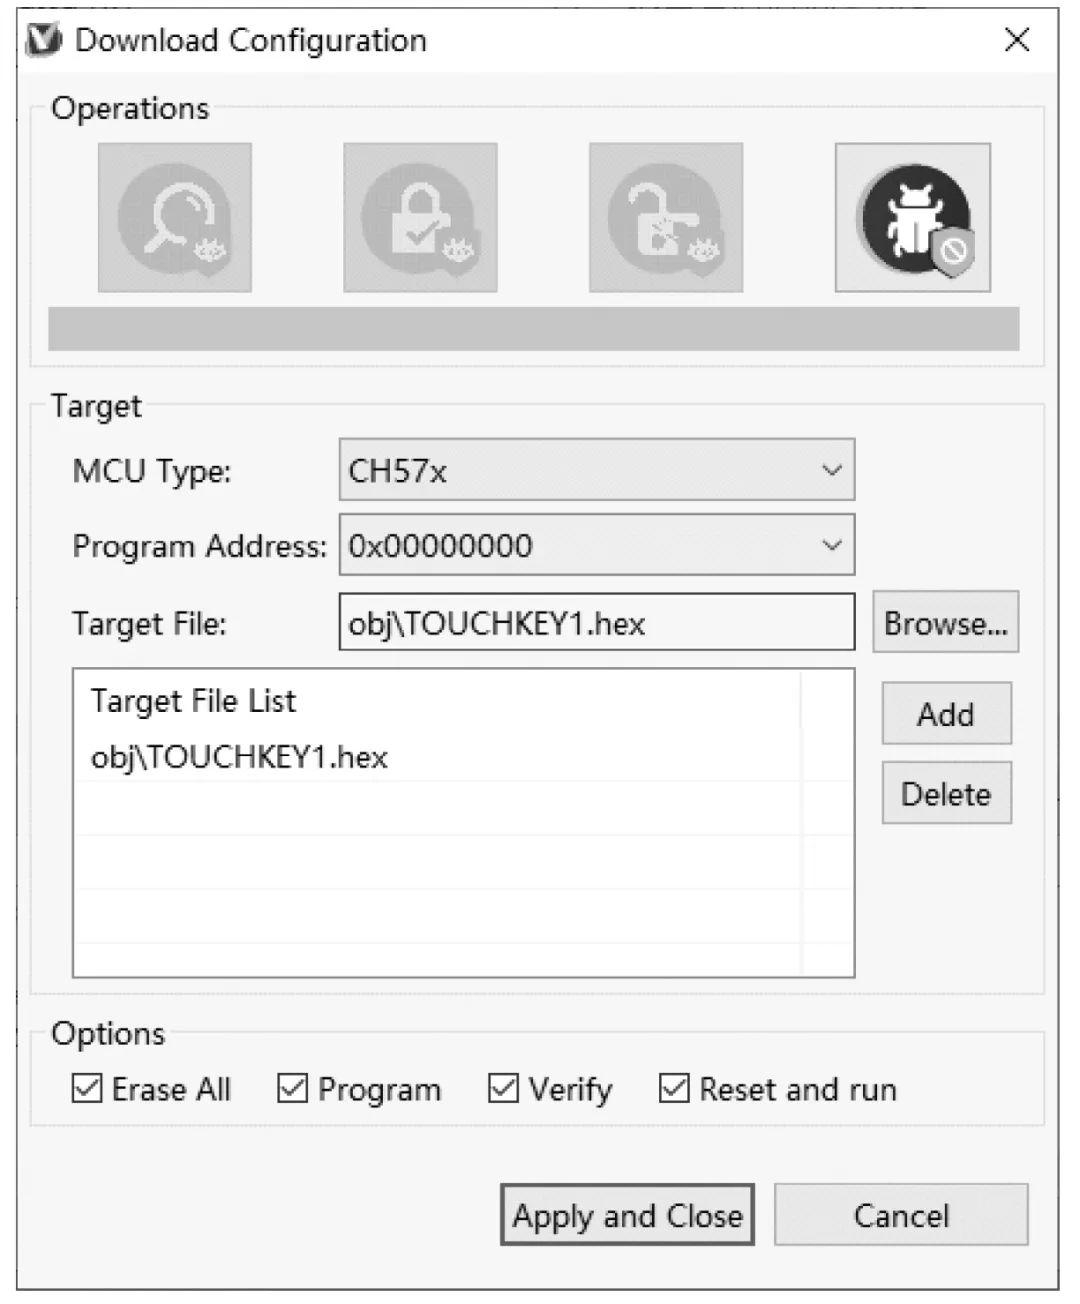 Download Configuration
Operations
Target
MCU Type: CH57x
Program Address: 0x00000000
Target File: obj\TOUCHKEY1.hex Browse...
Target File List
Add
obj\TOUCHKEY1.hex
Delete
Options
Erase All Program Verify Reset and run
Apply and Close Cancel